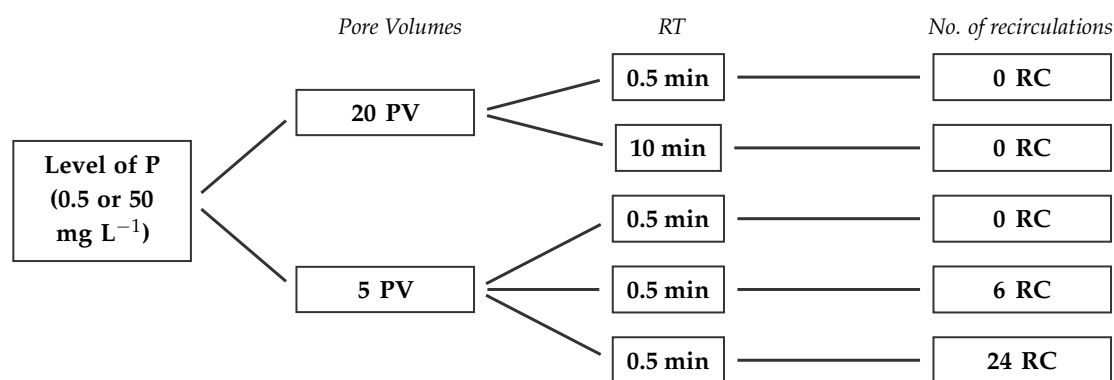 Pore Volumes RT No. of recirculations
0.5 min 0 RC
20 PV
10 min 0 RC
Level of P
(0.5 or 50
mg L⁻¹)
0.5 min 0 RC
5 PV 0.5 min 6 RC
0.5 min 24 RC